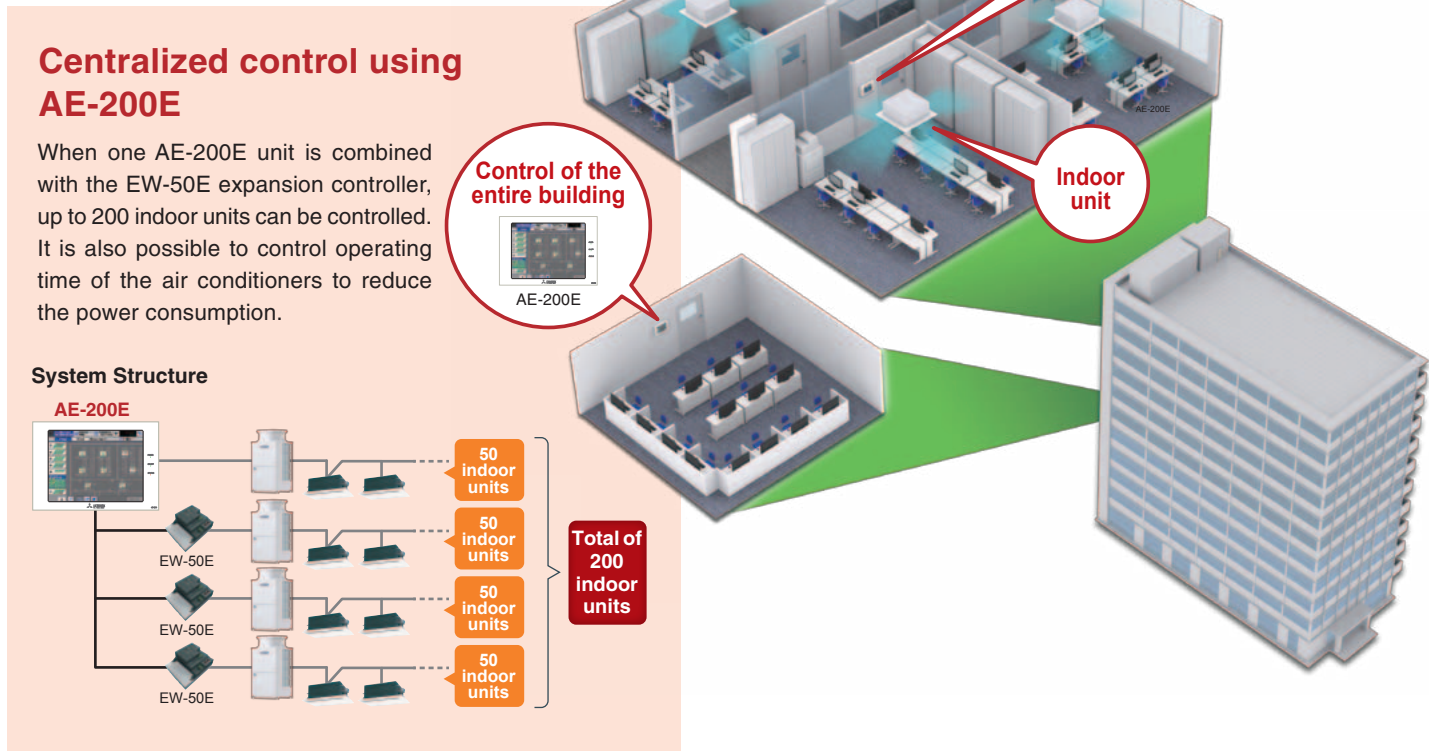 Centralized control using
AE-200E
When one AE-200E unit is combined
with the EW-50E expansion controller,
up to 200 indoor units can be controlled.
It is also possible to control operating
time of the air conditioners to reduce
the power consumption.
Control of the
entire building
AE-200E
AE-200E
Indoor
unit
System Structure
AE-200E
50
indoor
units
EW-50E
50
indoor
units
EW-50E
50
indoor
units
EW-50E
50
indoor
units
Total of
200
indoor
units